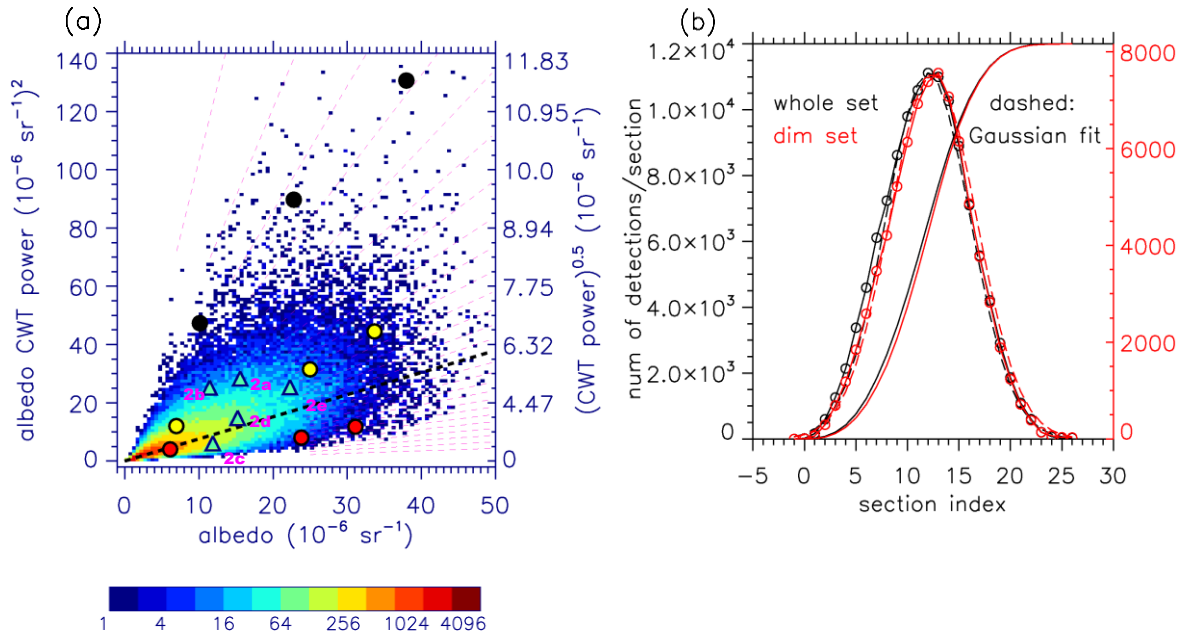 (a)
140
120
100
80
60
40
20
0
albedo CWT power (10⁻⁶ sr⁻¹)²
11.83
10.95
10.0
8.94
7.75
6.32
4.47
0
(CWT power)⁰·⁵ (10⁻⁶ sr⁻¹)
2b
2a
2e
2d
2c
0 10 20 30 40 50
albedo (10⁻⁶ sr⁻¹)
1 4 16 64 256 1024 4096
(b)
1.2×10⁴
1.0×10⁴
8.0×10³
6.0×10³
4.0×10³
2.0×10³
0
num of detections/section
whole set
dim set
dashed:
Gaussian fit
8000
6000
4000
2000
0
-5 0 5 10 15 20 25 30
section index